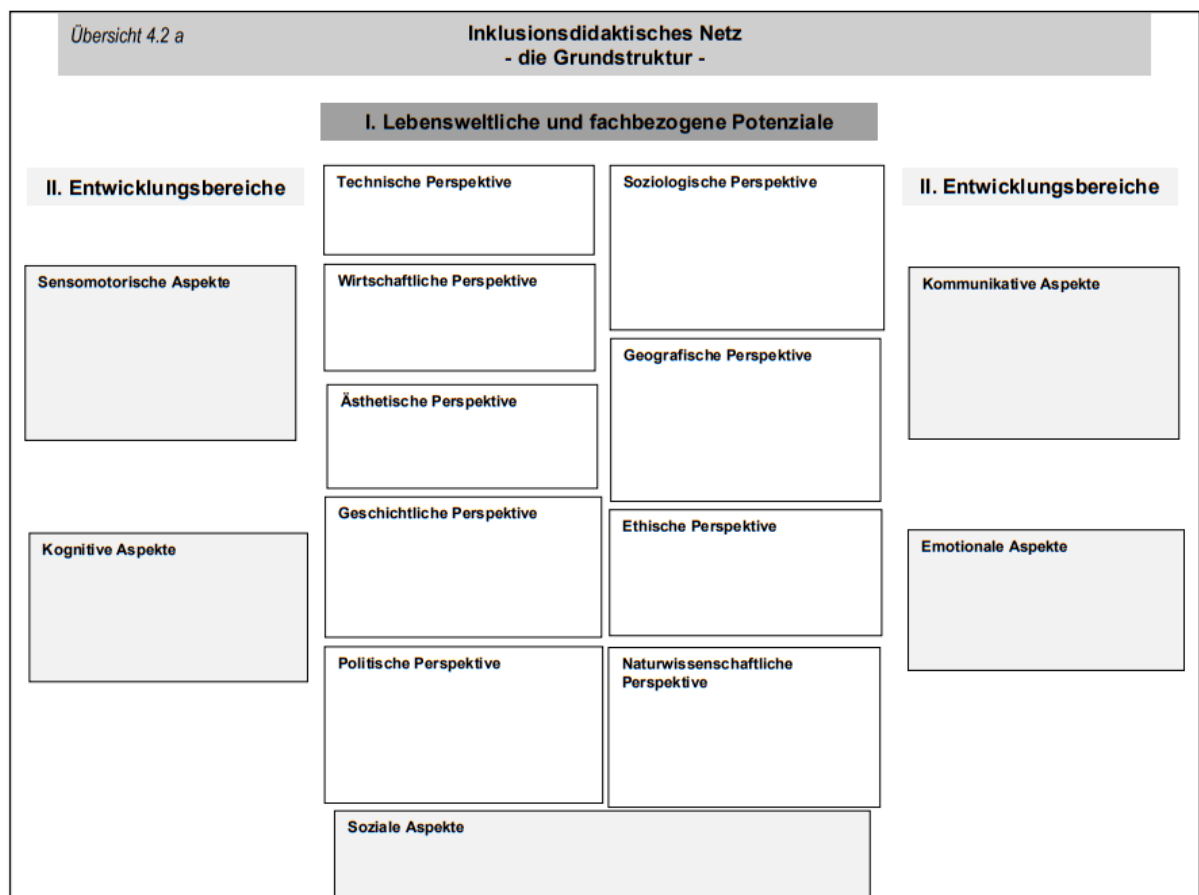 Übersicht 4.2 a
Inklusionsdidaktisches Netz
- die Grundstruktur -
I. Lebensweltliche und fachbezogene Potenziale
II. Entwicklungsbereiche
Sensomotorische Aspekte
Kognitive Aspekte
Technische Perspektive
Wirtschaftliche Perspektive
Ästhetische Perspektive
Geschichtliche Perspektive
Politische Perspektive
Soziologische Perspektive
Geografische Perspektive
Ethische Perspektive
Naturwissenschaftliche
Perspektive
II. Entwicklungsbereiche
Kommunikative Aspekte
Emotionale Aspekte
Soziale Aspekte